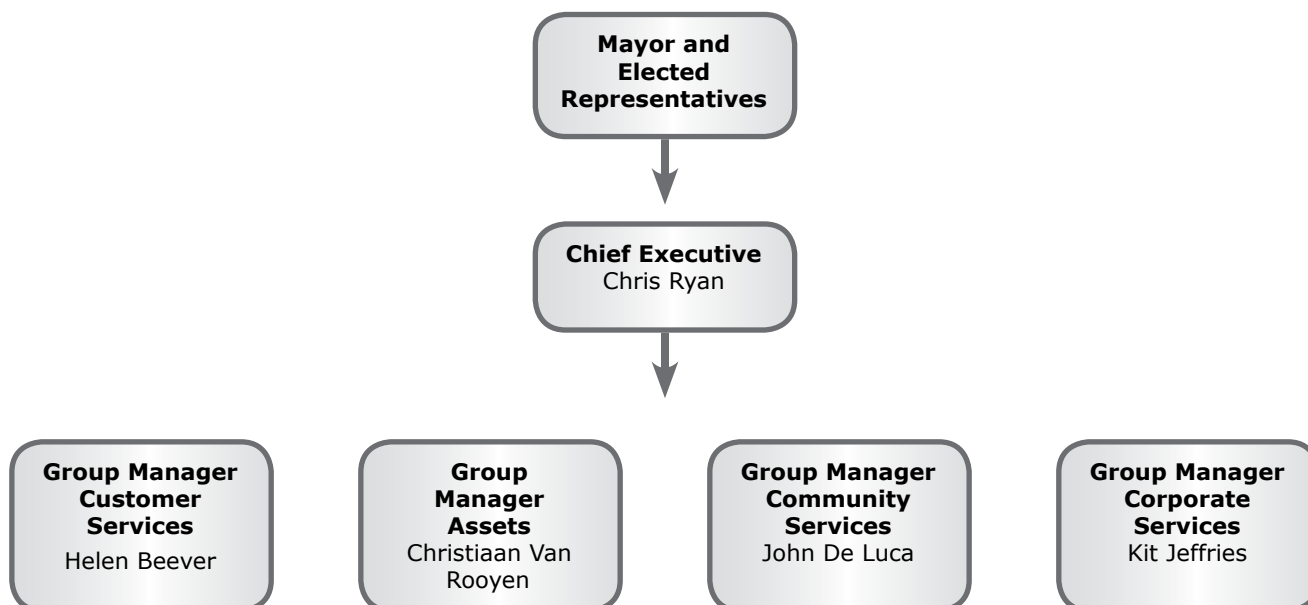 Mayor and
Elected
Representatives
Chief Executive
Chris Ryan
Group Manager
Customer
Services
Helen Beever
Group
Manager
Assets
Christiaan Van
Rooyen
Group Manager
Community
Services
John De Luca
Group Manager
Corporate
Services
Kit Jeffries